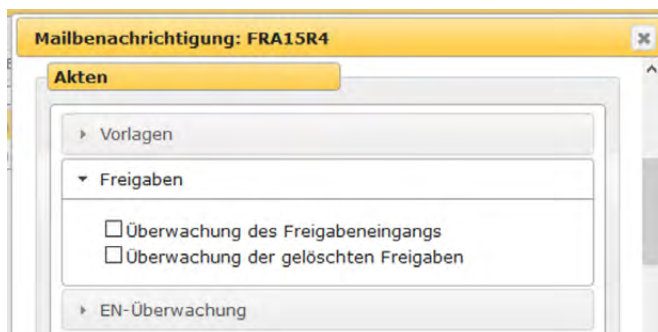 Mailbenachrichtigung: FRA15R4
Akten
Vorlagen
Freigaben
Überwachung des Freigabeneingangs
Überwachung der gelöschten Freigaben
EN-Überwachung